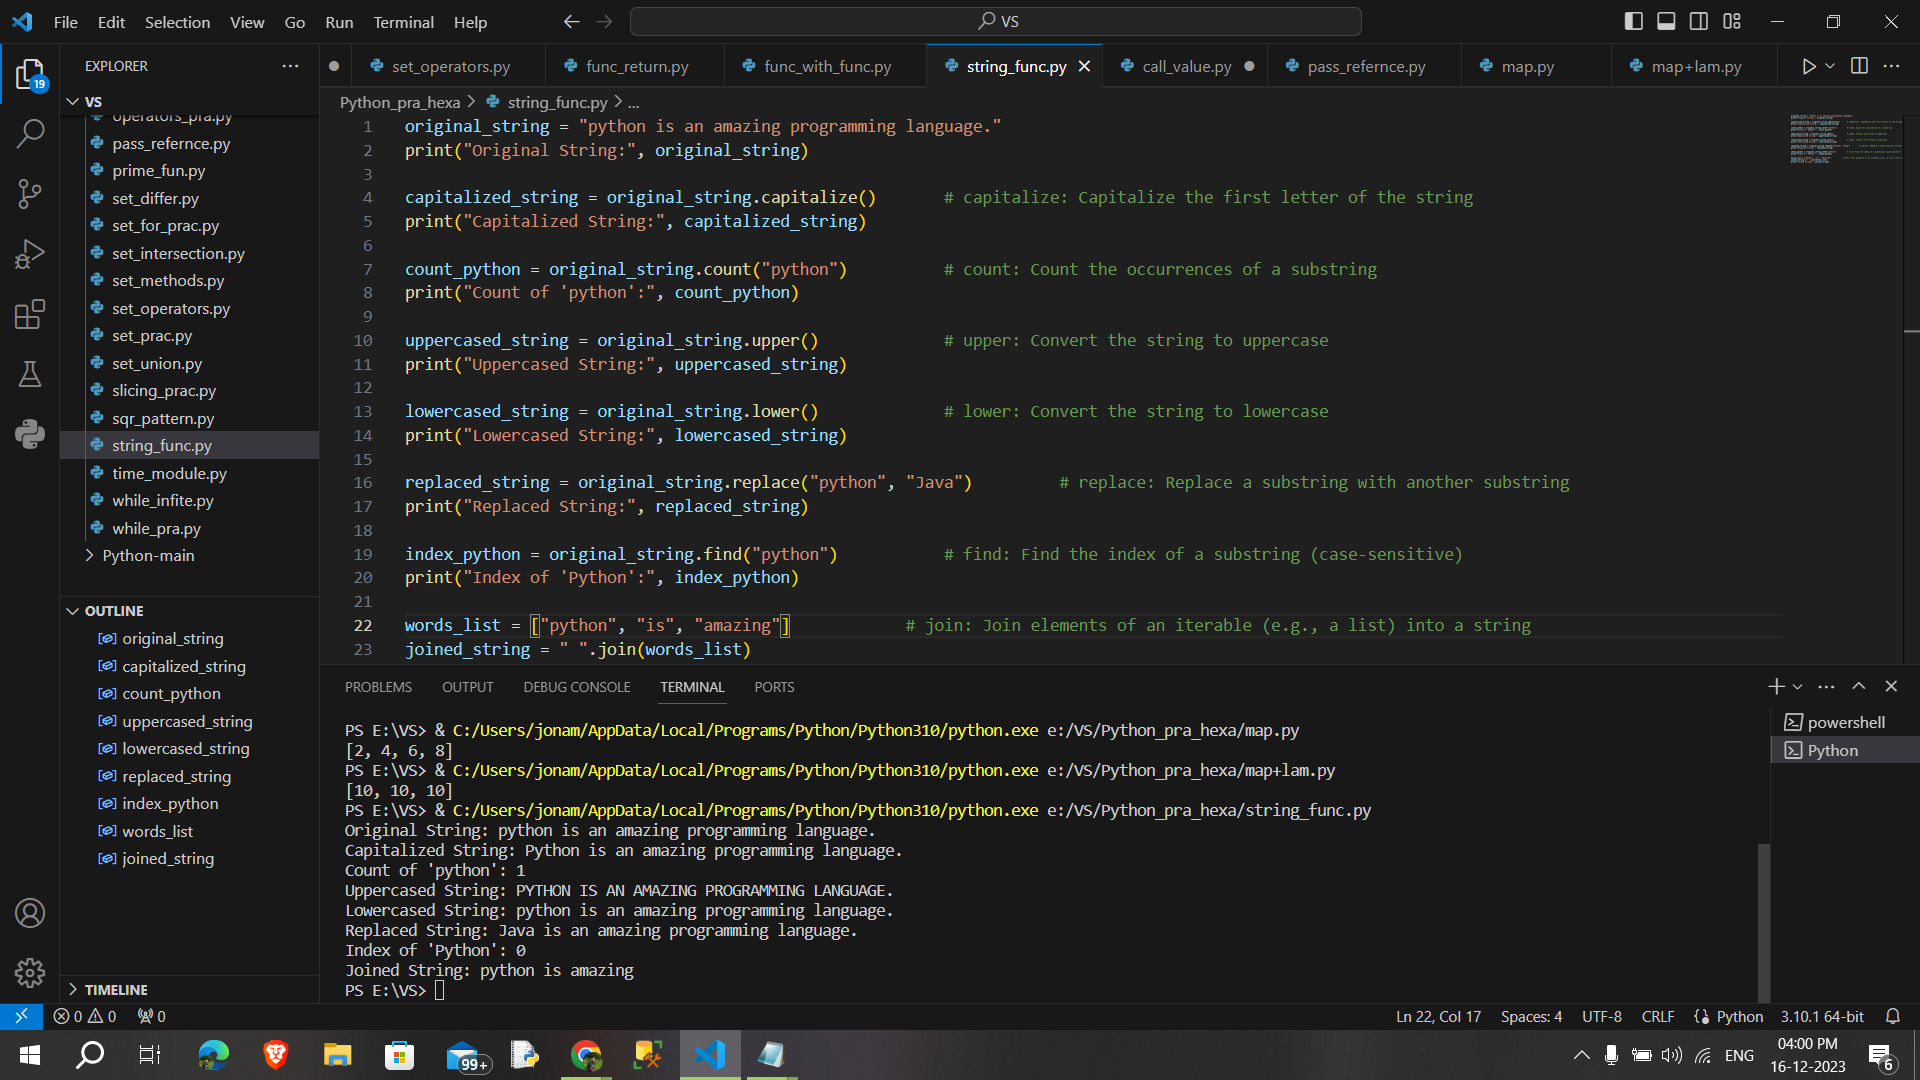 File Edit Selection View Go Run Terminal Help
VS
EXPLORER
19
VS
operators_pra.py
pass_refernce.py
prime_fun.py
set_differ.py
set_for_prac.py
set_intersection.py
set_methods.py
set_operators.py
set_prac.py
set_union.py
slicing_prac.py
sqr_pattern.py
string_func.py
time_module.py
while_infite.py
while_pra.py
Python-main
OUTLINE
original_string
capitalized_string
count_python
uppercased_string
lowercased_string
replaced_string
index_python
words_list
joined_string
TIMELINE
set_operators.py func_return.py func_with_func.py string_func.py call_value.py pass_refernce.py map.py map+lam.py
Python_pra_hexa > string_func.py > ...
1 original_string = "python is an amazing programming language."
2 print("Original String:", original_string)
3
4 capitalized_string = original_string.capitalize() # capitalize: Capitalize the first letter of the string
5 print("Capitalized String:", capitalized_string)
6
7 count_python = original_string.count("python") # count: Count the occurrences of a substring
8 print("Count of 'python':", count_python)
9
10 uppercased_string = original_string.upper() # upper: Convert the string to uppercase
11 print("Uppercased String:", uppercased_string)
12
13 lowercased_string = original_string.lower() # lower: Convert the string to lowercase
14 print("Lowercased String:", lowercased_string)
15
16 replaced_string = original_string.replace("python", "Java") # replace: Replace a substring with another substring
17 print("Replaced String:", replaced_string)
18
19 index_python = original_string.find("python") # find: Find the index of a substring (case-sensitive)
20 print("Index of 'Python':", index_python)
21
22 words_list = ["python", "is", "amazing"] # join: Join elements of an iterable (e.g., a list) into a string
23 joined_string = " ".join(words_list)
PROBLEMS OUTPUT DEBUG CONSOLE TERMINAL PORTS
PS E:\VS> & C:/Users/jonam/AppData/Local/Programs/Python/Python310/python.exe e:/VS/Python_pra_hexa/map.py
[2, 4, 6, 8]
PS E:\VS> & C:/Users/jonam/AppData/Local/Programs/Python/Python310/python.exe e:/VS/Python_pra_hexa/map+lam.py
[10, 10, 10]
PS E:\VS> & C:/Users/jonam/AppData/Local/Programs/Python/Python310/python.exe e:/VS/Python_pra_hexa/string_func.py
Original String: python is an amazing programming language.
Capitalized String: Python is an amazing programming language.
Count of 'python': 1
Uppercased String: PYTHON IS AN AMAZING PROGRAMMING LANGUAGE.
Lowercased String: python is an amazing programming language.
Replaced String: Java is an amazing programming language.
Index of 'Python': 0
Joined String: python is amazing
PS E:\VS>
powershell
Python
0 0 0 Ln 22, Col 17 Spaces: 4 UTF-8 CRLF Python 3.10.1 64-bit
99+ ENG 04:00 PM
16-12-2023 6